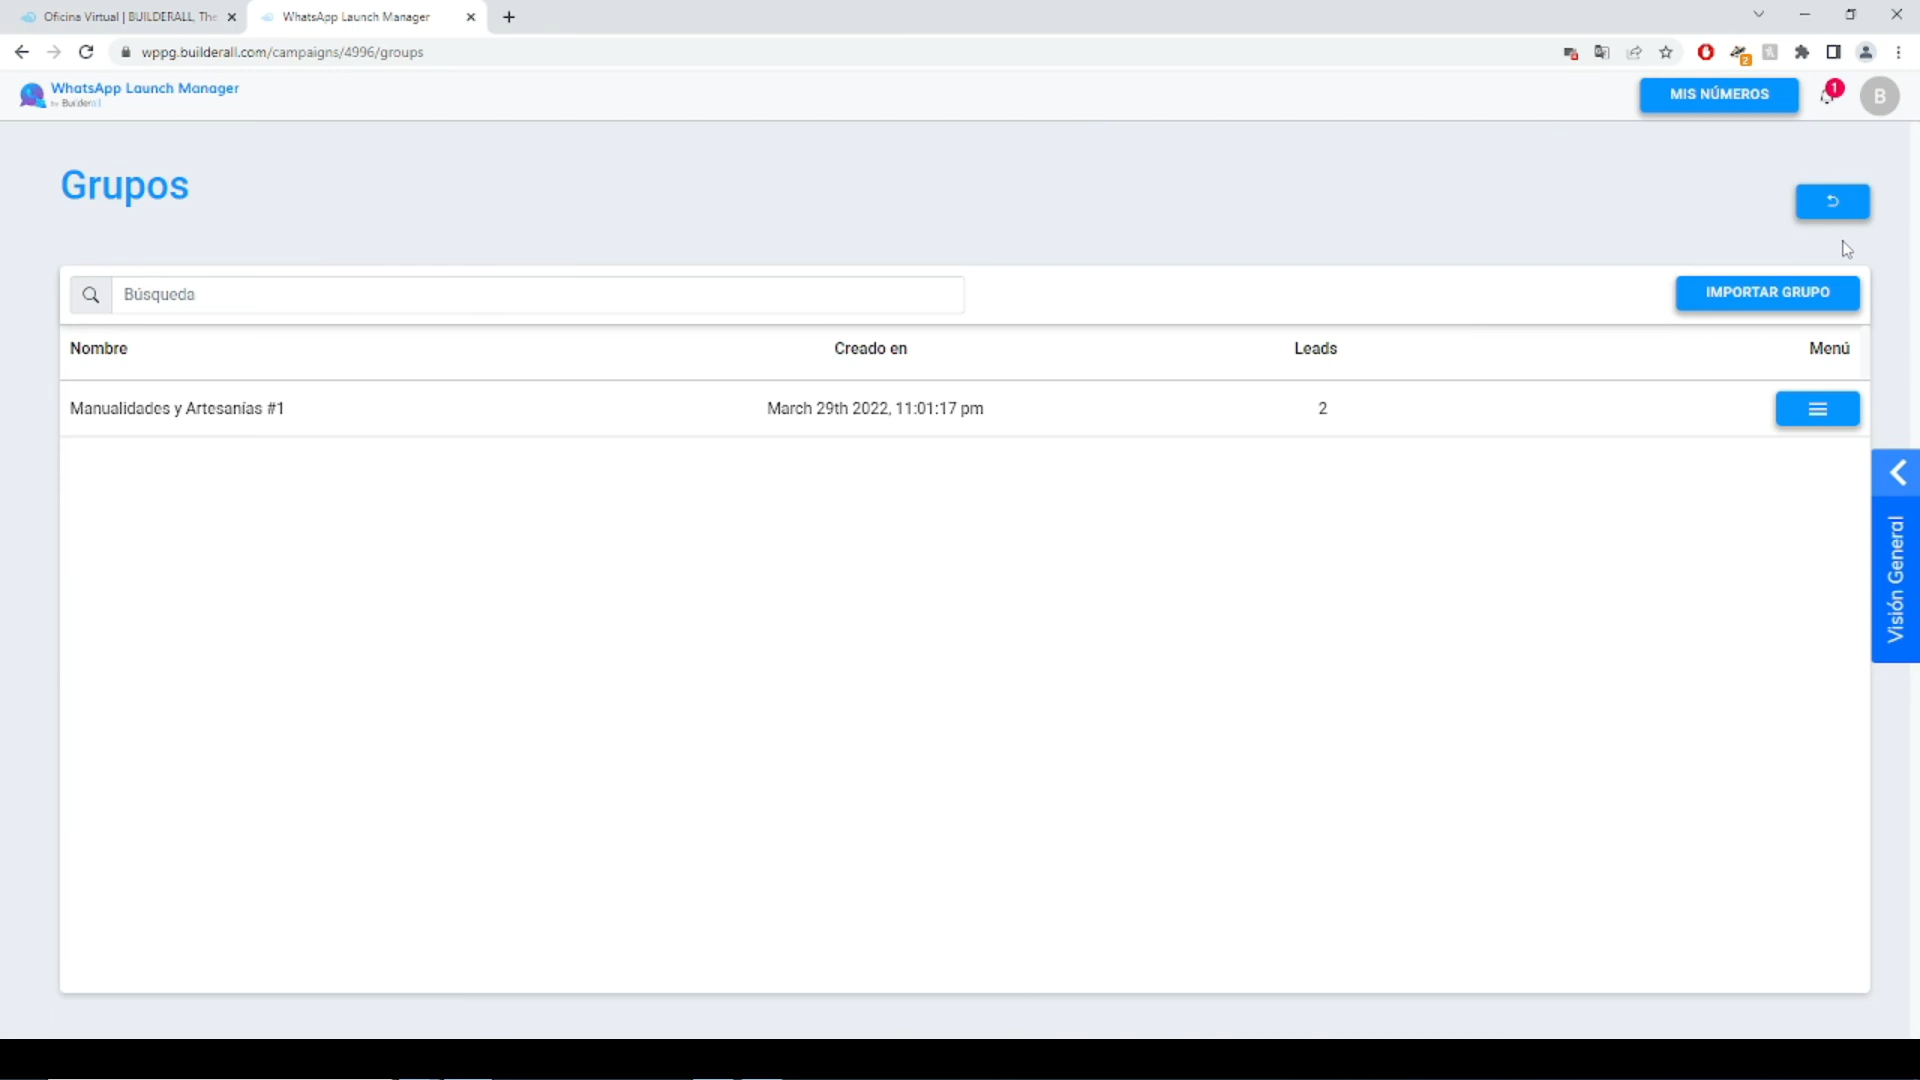 Oficina Virtual | BUILDERALL, The
WhatsApp Launch Manager
wppg.builderall.com/campaigns/4996/groups
2
WhatsApp Launch Manager
by Builderall
MIS NÚMEROS
1
B
Grupos
Búsqueda
IMPORTAR GRUPO
Nombre Creado en Leads Menú
Manualidades y Artesanías #1 March 29th 2022, 11:01:17 pm 2
Visión General